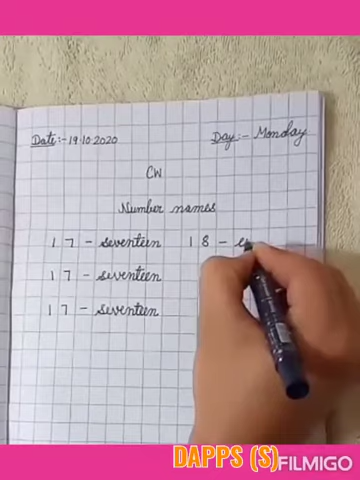 Date:-19.10.2020 Day:- Monday
CW
Number names
17 - seventeen 18 - e
17 - seventeen
17 - seventeen
DAPPS (S) FILMIGO